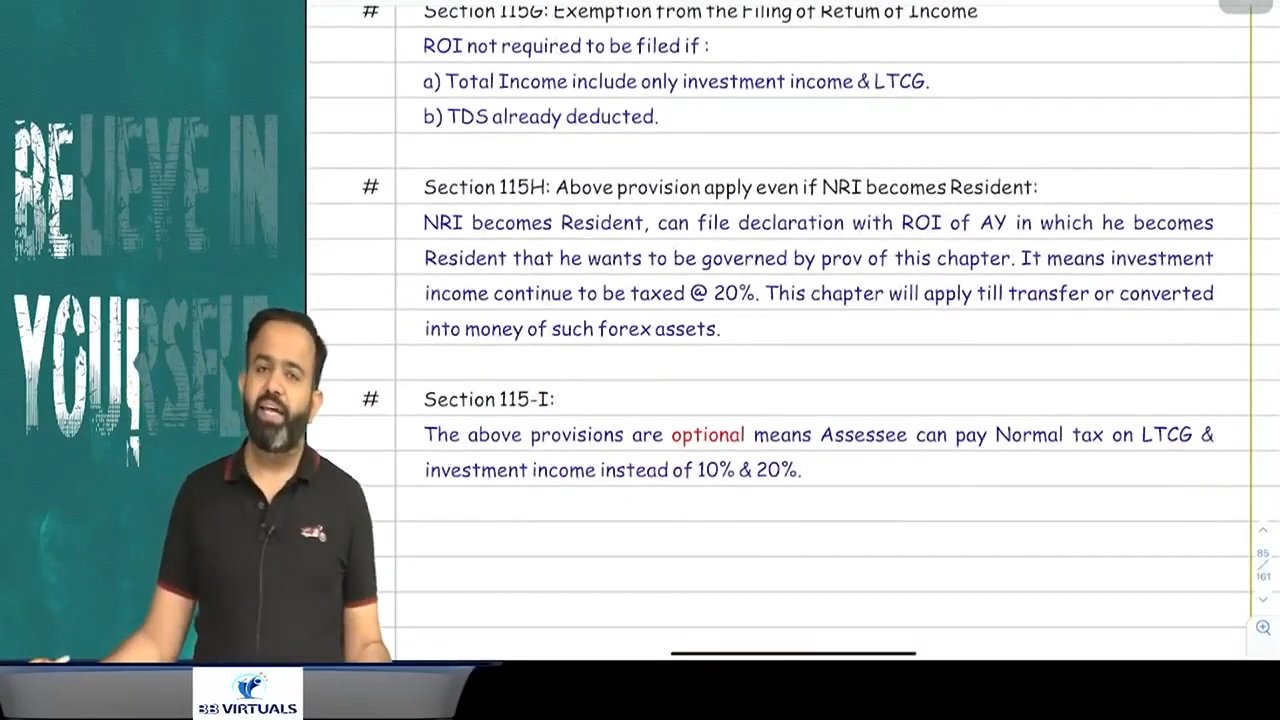 BELIEVE IN
YOURSELF
# Section 115G: Exemption from the Filing of Return of Income
ROI not required to be filed if :
a) Total Income include only investment income & LTCG.
b) TDS already deducted.
# Section 115H: Above provision apply even if NRI becomes Resident:
NRI becomes Resident, can file declaration with ROI of AY in which he becomes
Resident that he wants to be governed by prov of this chapter. It means investment
income continue to be taxed @ 20%. This chapter will apply till transfer or converted
into money of such forex assets.
# Section 115-I:
The above provisions are optional means Assessee can pay Normal tax on LTCG &
investment income instead of 10% & 20%.
85
/
161
BB VIRTUALS